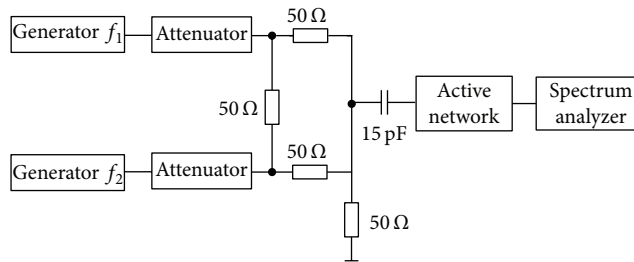 50 Ω
Generator f₁
Attenuator
50 Ω
Active
network
Spectrum
analyzer
15 pF
50 Ω
Generator f₂
Attenuator
50 Ω